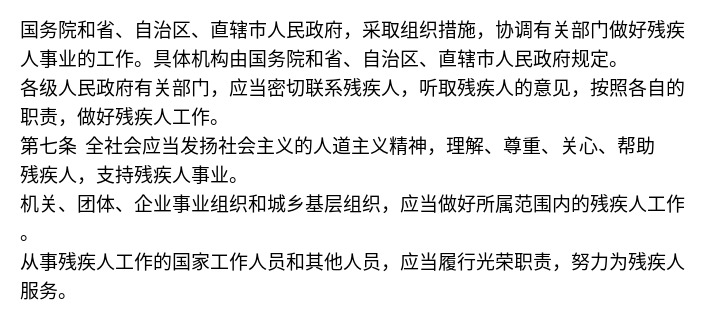 国务院和省、自治区、直辖市人民政府，采取组织措施，协调有关部门做好残疾
人事业的工作。具体机构由国务院和省、自治区、直辖市人民政府规定。
各级人民政府有关部门，应当密切联系残疾人，听取残疾人的意见，按照各自的
职责，做好残疾人工作。
第七条 全社会应当发扬社会主义的人道主义精神，理解、尊重、关心、帮助
残疾人，支持残疾人事业。
机关、团体、企业事业组织和城乡基层组织，应当做好所属范围内的残疾人工作
。
从事残疾人工作的国家工作人员和其他人员，应当履行光荣职责，努力为残疾人
服务。